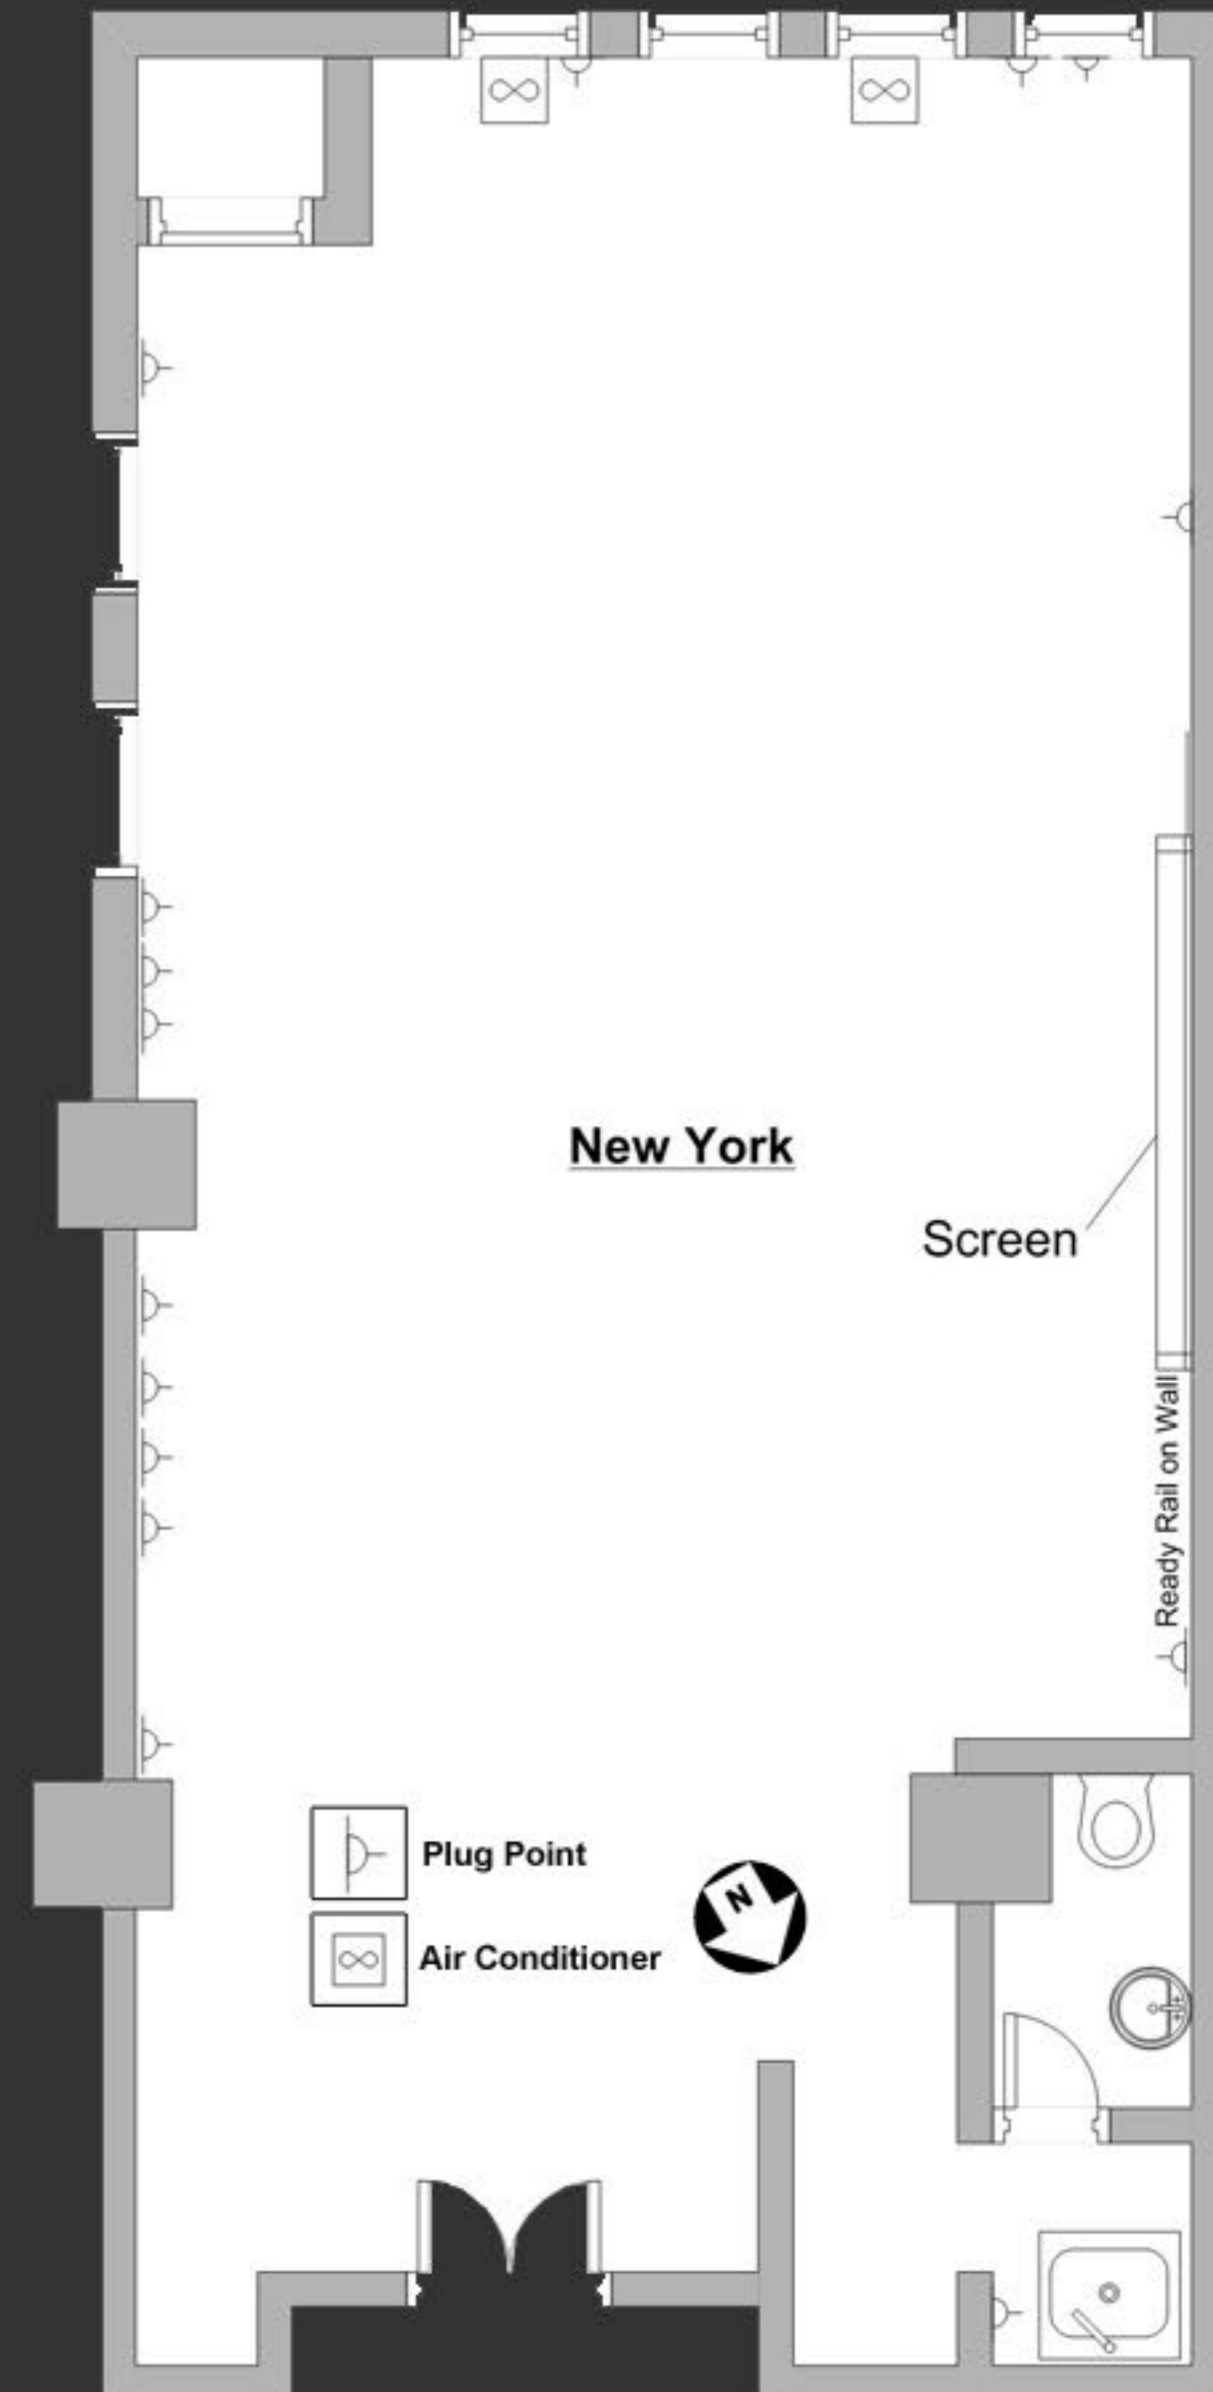 New York
Screen
Ready Rail on Wall
Plug Point
N
Air Conditioner